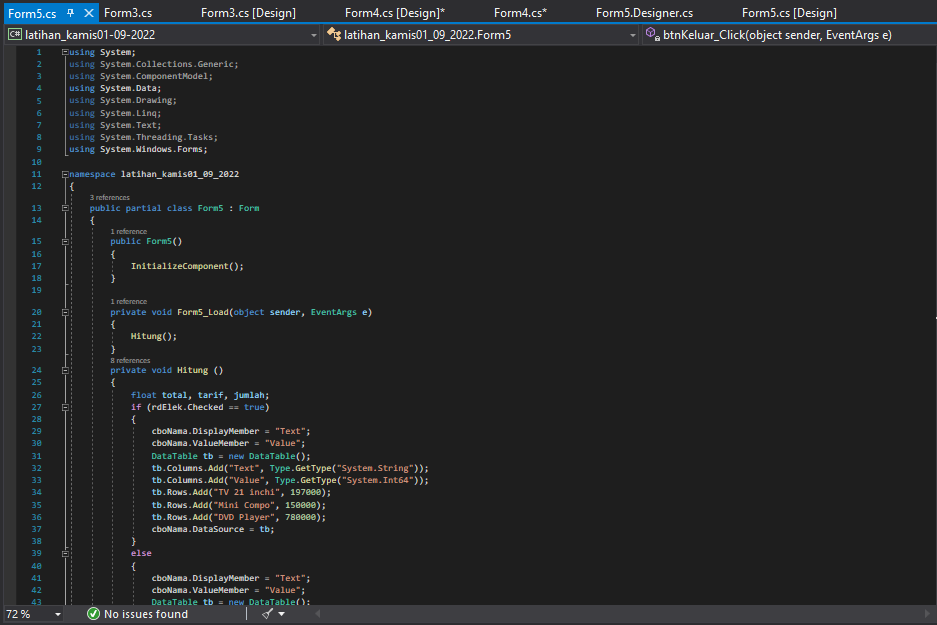 Form5.cs Form3.cs Form3.cs [Design] Form4.cs [Design]* Form4.cs* Form5.Designer.cs Form5.cs [Design]
C# latihan_kamis01-09-2022 latihan_kamis01_09_2022.Form5 btnKeluar_Click(object sender, EventArgs e)
1 using System;
2 using System.Collections.Generic;
3 using System.ComponentModel;
4 using System.Data;
5 using System.Drawing;
6 using System.Linq;
7 using System.Text;
8 using System.Threading.Tasks;
9 using System.Windows.Forms;
10
11 namespace latihan_kamis01_09_2022
12 {
3 references
13 public partial class Form5 : Form
14 {
1 reference
15 public Form5()
16 {
17 InitializeComponent();
18 }
19
1 reference
20 private void Form5_Load(object sender, EventArgs e)
21 {
22 Hitung();
23 }
8 references
24 private void Hitung ()
25 {
26 float total, tarif, jumlah;
27 if (rdElek.Checked == true)
28 {
29 cboNama.DisplayMember = "Text";
30 cboNama.ValueMember = "Value";
31 DataTable tb = new DataTable();
32 tb.Columns.Add("Text", Type.GetType("System.String"));
33 tb.Columns.Add("Value", Type.GetType("System.Int64"));
34 tb.Rows.Add("TV 21 inchi", 197000);
35 tb.Rows.Add("Mini Compo", 150000);
36 tb.Rows.Add("DVD Player", 780000);
37 cboNama.DataSource = tb;
38 }
39 else
40 {
41 cboNama.DisplayMember = "Text";
42 cboNama.ValueMember = "Value";
43 DataTable tb = new DataTable();
72 % No issues found